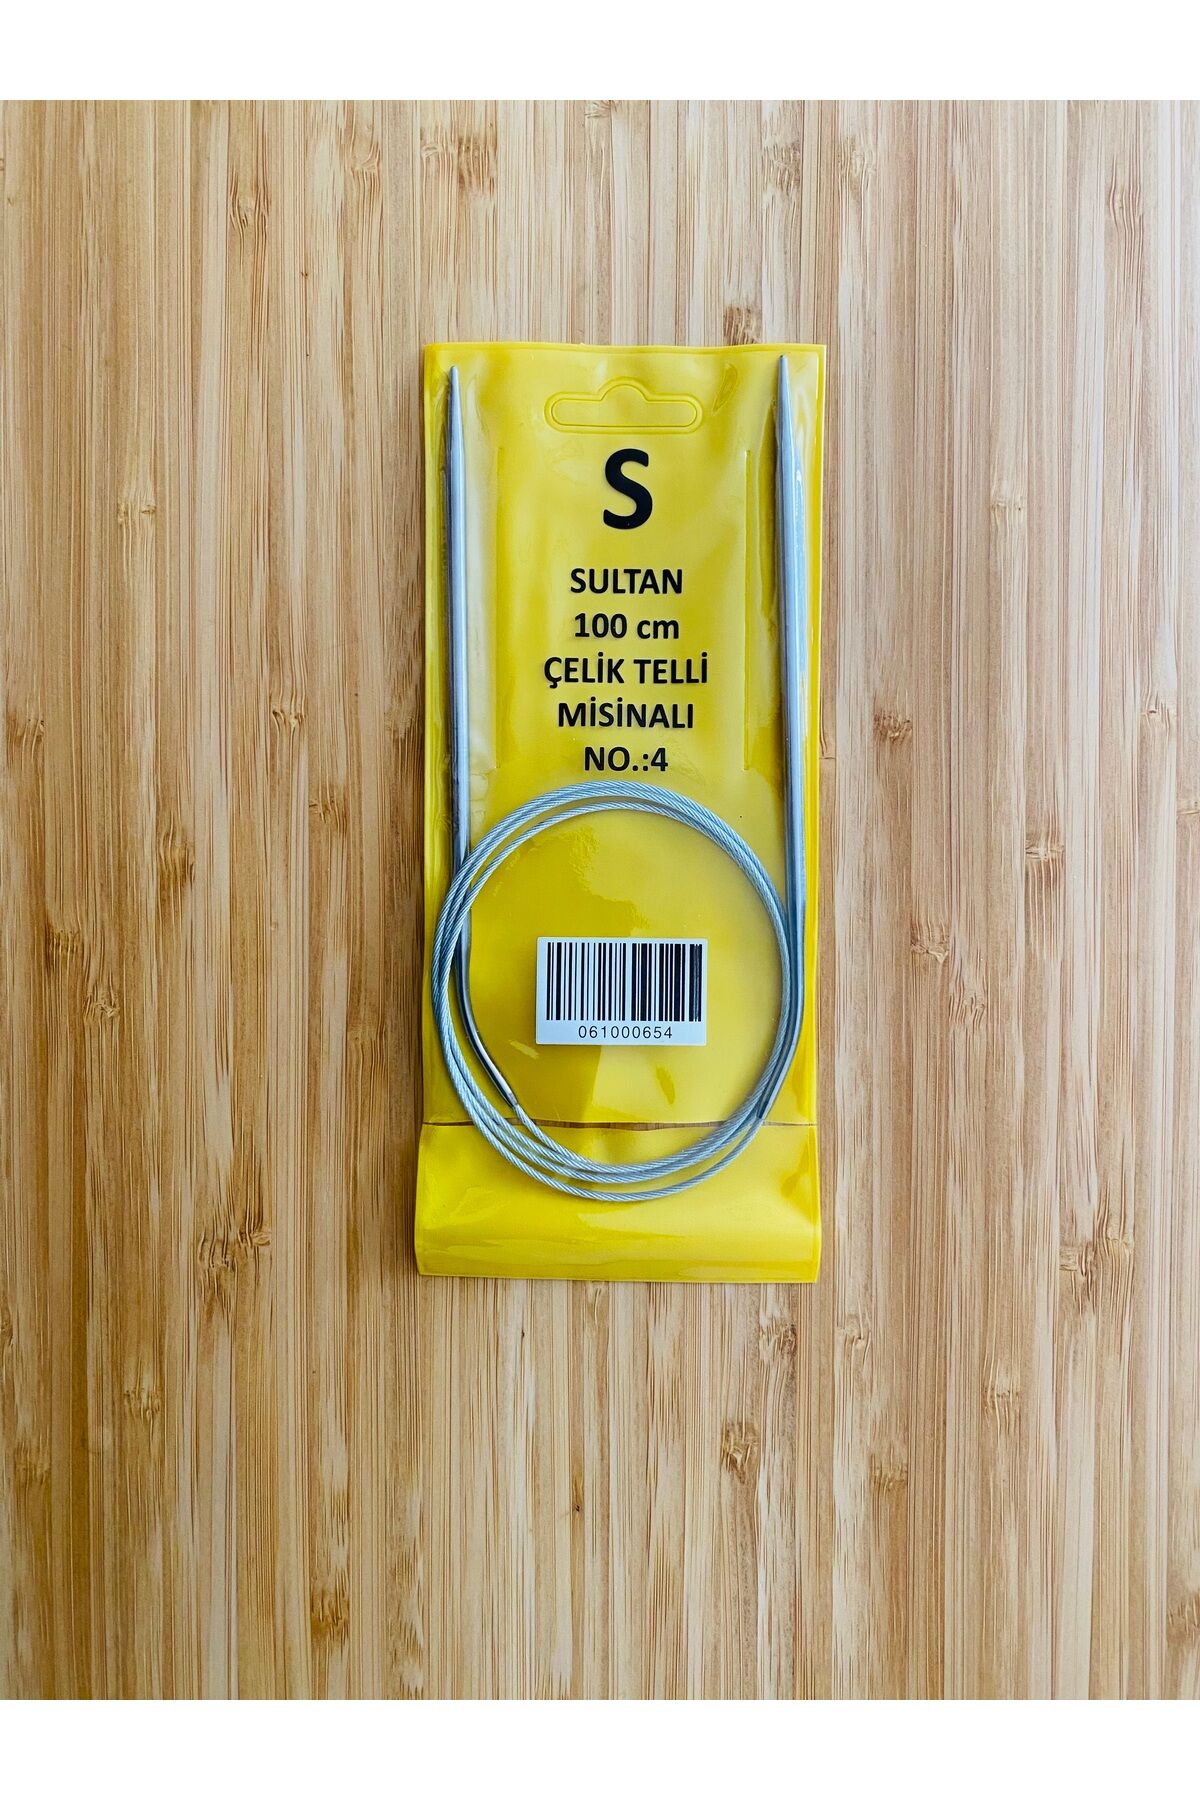 S
SULTAN
100 cm
ÇELİK TELLİ
MİSİNALI
NO.:4
061000654